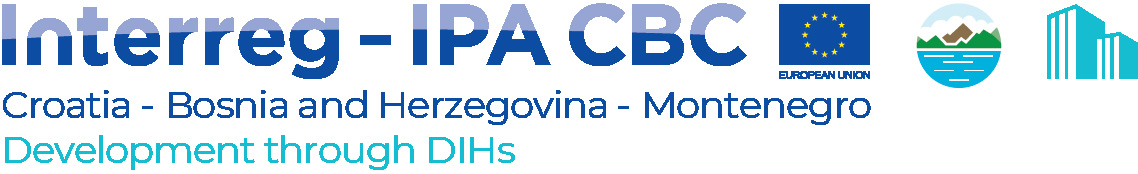 Interreg - IPA CBC
EUROPEAN UNION
Croatia - Bosnia and Herzegovina - Montenegro
Development through DIHs